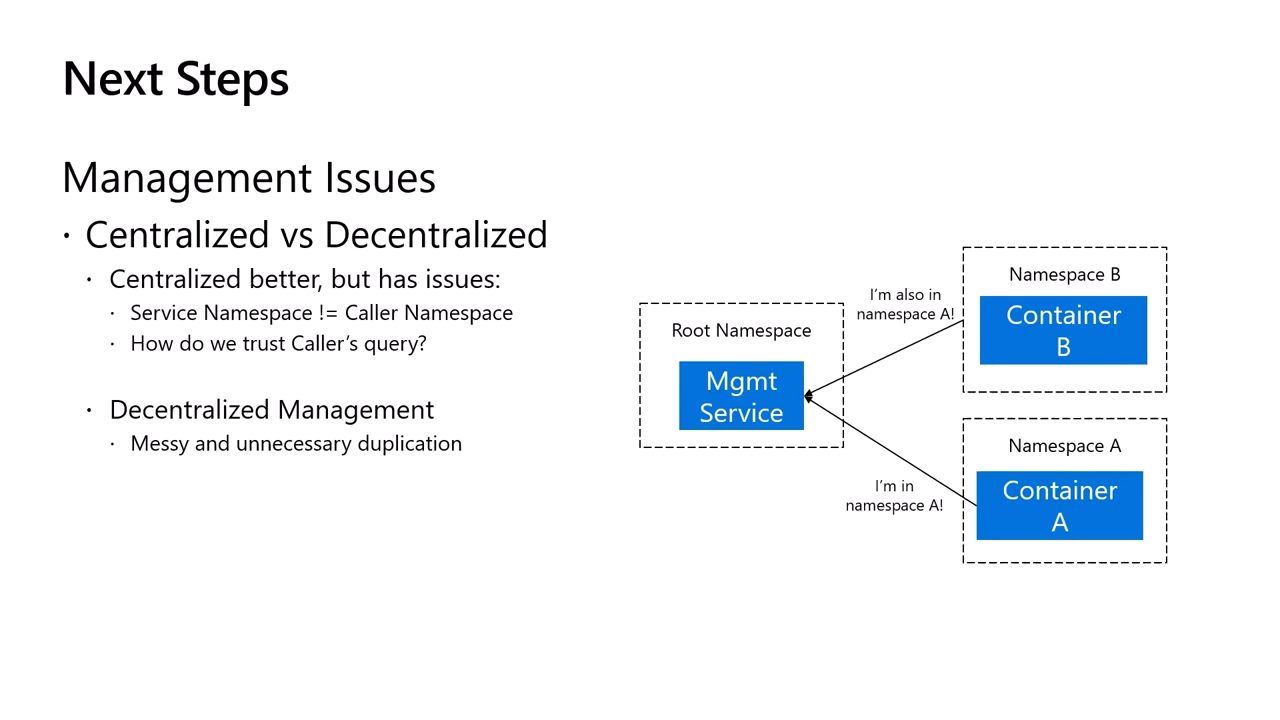 Next Steps
Management Issues
· Centralized vs Decentralized
· Centralized better, but has issues:
· Service Namespace != Caller Namespace
· How do we trust Caller's query?
· Decentralized Management
· Messy and unnecessary duplication
Root Namespace
Mgmt
Service
I'm also in
namespace A!
Namespace B
Container
B
I'm in
namespace A!
Namespace A
Container
A